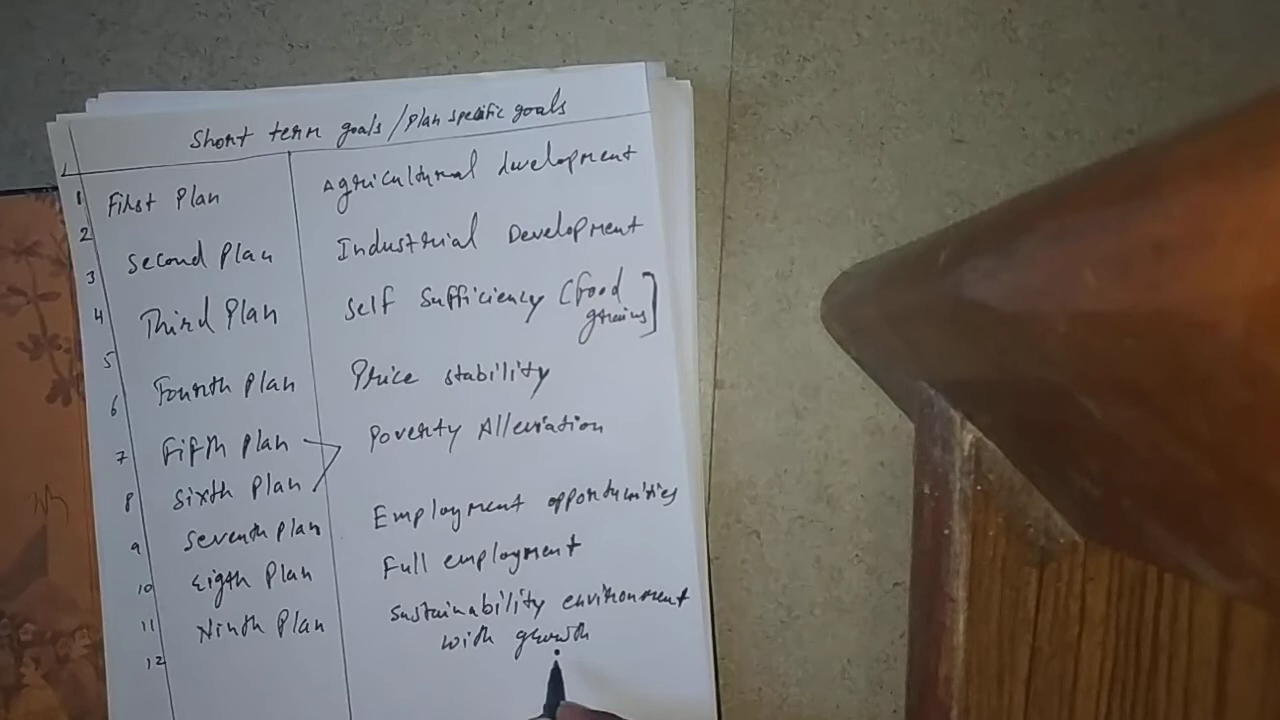 Short term goals/Plan specific goals
1 First Plan Agricultural development
2 Second Plan Industrial Development
3 Third Plan Self Sufficiency [food
4 grains]
5 Fourth Plan Price stability
6 Fifth Plan Poverty Alleviation
7 Sixth Plan
8 Seventh Plan Employment opportunities
9 Eigth Plan Full employment
10 Ninth Plan Sustainability environment
11 with growth
12